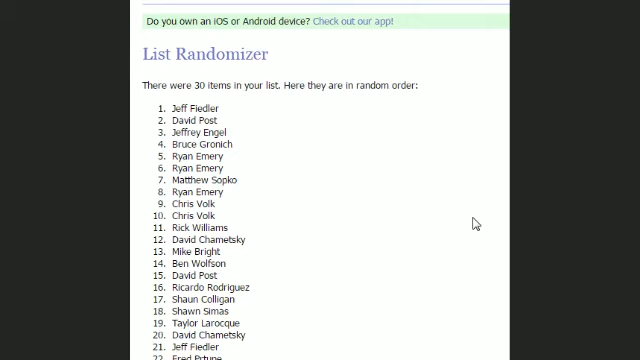 Do you own an iOS or Android device? Check out our app!
List Randomizer
There were 30 items in your list. Here they are in random order:
1. Jeff Fiedler
2. David Post
3. Jeffrey Engel
4. Bruce Gronich
5. Ryan Emery
6. Ryan Emery
7. Matthew Sopko
8. Ryan Emery
9. Chris Volk
10. Chris Volk
11. Rick Williams
12. David Chametsky
13. Mike Bright
14. Ben Wolfson
15. David Post
16. Ricardo Rodriguez
17. Shaun Colligan
18. Shawn Simas
19. Taylor Larocque
20. David Chametsky
21. Jeff Fiedler
22. Fred